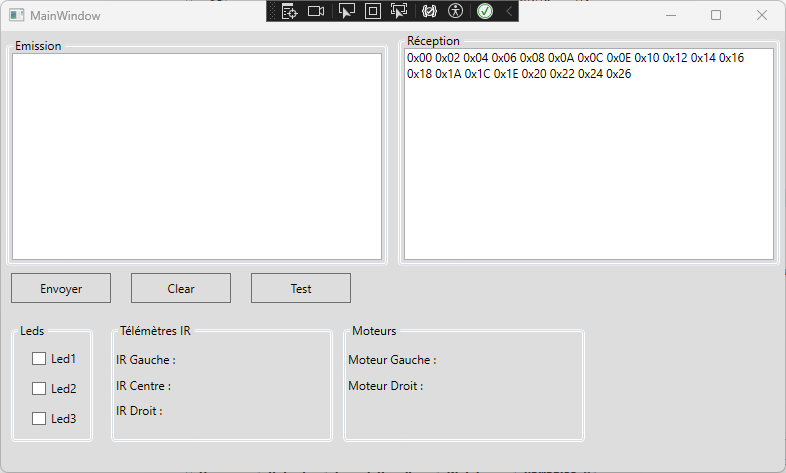 MainWindow
Emission
Réception
0x00 0x02 0x04 0x06 0x08 0x0A 0x0C 0x0E 0x10 0x12 0x14 0x16
0x18 0x1A 0x1C 0x1E 0x20 0x22 0x24 0x26
Envoyer
Clear
Test
Leds
Led1
Led2
Led3
Télémètres IR
IR Gauche :
IR Centre :
IR Droit :
Moteurs
Moteur Gauche :
Moteur Droit :